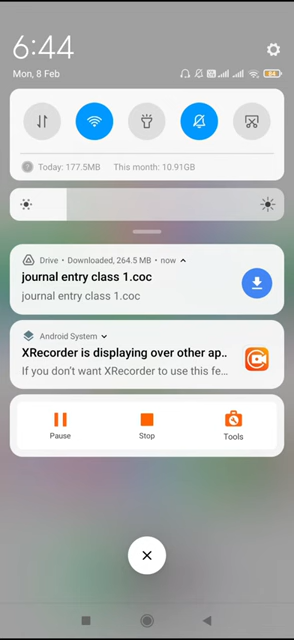 6:44
Mon, 8 Feb
84
Today: 177.5MB This month: 10.91GB
Drive • Downloaded, 264.5 MB • now
journal entry class 1.coc
journal entry class 1.coc
Android System
XRecorder is displaying over other ap..
If you don't want XRecorder to use this fe...
Pause Stop Tools